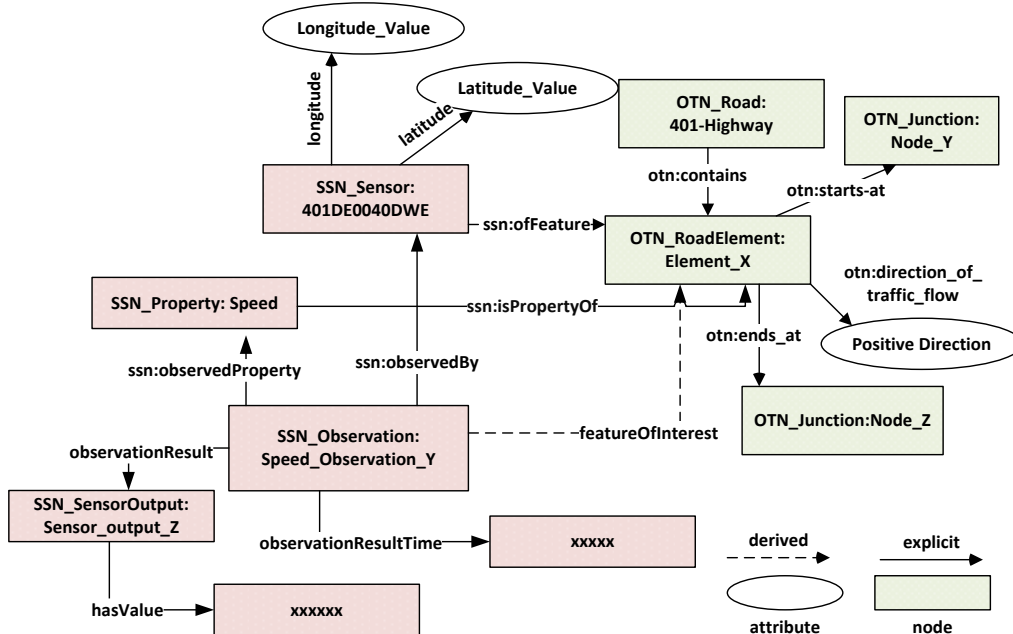 Longitude_Value
longitude
Latitude_Value
latitude
OTN_Road:
401-Highway
OTN_Junction:
Node_Y
otn:contains
otn:starts-at
SSN_Sensor:
401DE0040DWE
ssn:ofFeature
OTN_RoadElement:
Element_X
otn:direction_of_
traffic_flow
SSN_Property: Speed
ssn:isPropertyOf
otn:ends_at
Positive Direction
ssn:observedProperty
ssn:observedBy
OTN_Junction:Node_Z
SSN_Observation:
Speed_Observation_Y
featureOfInterest
observationResult
SSN_SensorOutput:
Sensor_output_Z
observationResultTime
xxxxx
derived
explicit
hasValue
xxxxxx
attribute
node